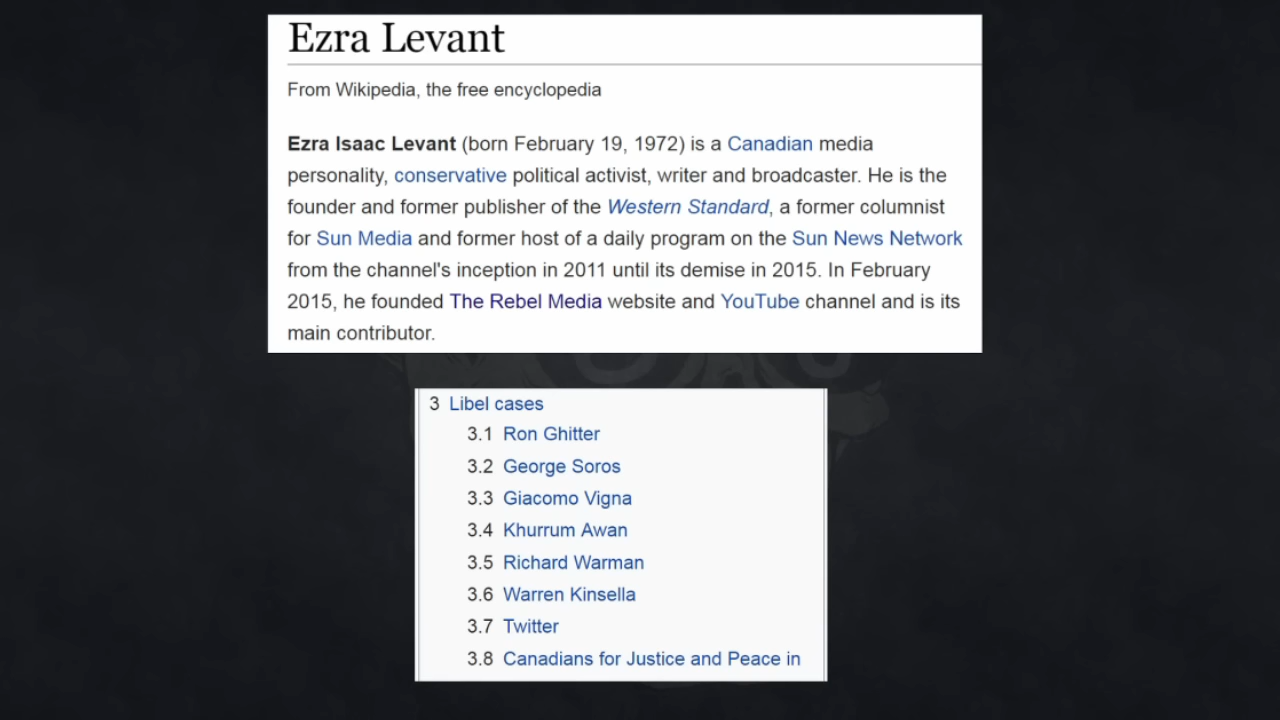 Ezra Levant
From Wikipedia, the free encyclopedia
Ezra Isaac Levant (born February 19, 1972) is a Canadian media
personality, conservative political activist, writer and broadcaster. He is the
founder and former publisher of the Western Standard, a former columnist
for Sun Media and former host of a daily program on the Sun News Network
from the channel's inception in 2011 until its demise in 2015. In February
2015, he founded The Rebel Media website and YouTube channel and is its
main contributor.
3 Libel cases
3.1 Ron Ghitter
3.2 George Soros
3.3 Giacomo Vigna
3.4 Khurrum Awan
3.5 Richard Warman
3.6 Warren Kinsella
3.7 Twitter
3.8 Canadians for Justice and Peace in